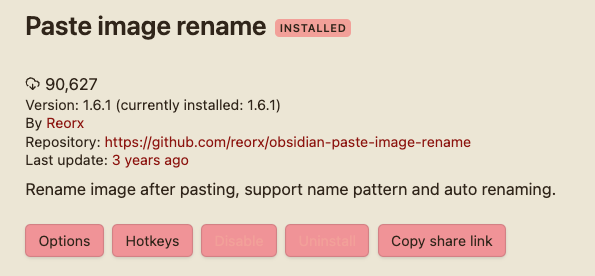 Paste image rename INSTALLED
90,627
Version: 1.6.1 (currently installed: 1.6.1)
By Reorx
Repository: https://github.com/reorx/obsidian-paste-image-rename
Last update: 3 years ago
Rename image after pasting, support name pattern and auto renaming.
Options Hotkeys Disable Uninstall Copy share link